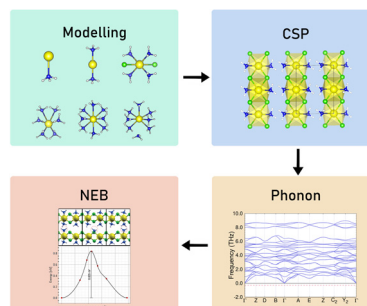 Modelling
CSP
NEB
Phonon
Frequency (THz)
10.0
8.0
6.0
4.0
2.0
0.0
-2.0
Γ Z D B Γ A E Z C₂ Y₂ Γ